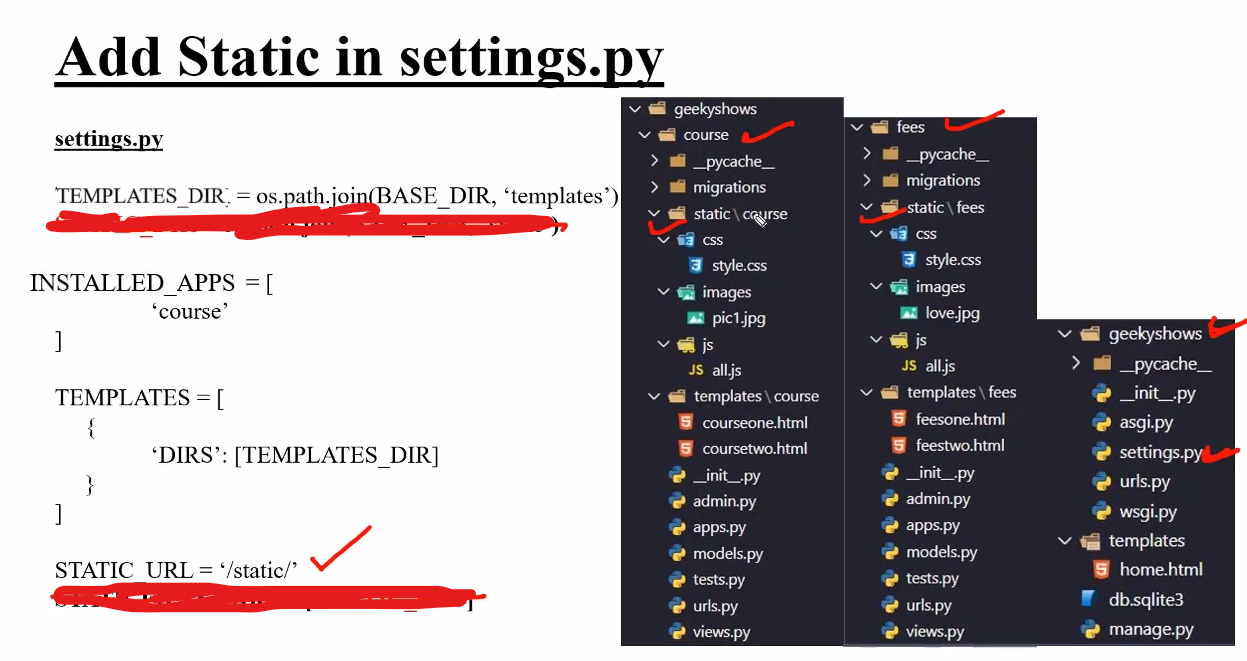 Add Static in settings.py
settings.py
TEMPLATES_DIR = os.path.join(BASE_DIR, ‘templates’)
INSTALLED_APPS = [
‘course’
]
TEMPLATES = [
{
‘DIRS’: [TEMPLATES_DIR]
}
]
STATIC_URL = ‘/static/’
geekyshows
course
__pycache__
migrations
static \ course
css
style.css
images
pic1.jpg
js
JS all.js
templates \ course
courseone.html
coursetwo.html
__init__.py
admin.py
apps.py
models.py
tests.py
urls.py
views.py
fees
__pycache__
migrations
static \ fees
css
style.css
images
love.jpg
js
JS all.js
templates \ fees
feesone.html
feestwo.html
__init__.py
admin.py
apps.py
models.py
tests.py
urls.py
views.py
geekyshows
__pycache__
__init__.py
asgi.py
settings.py
urls.py
wsgi.py
templates
home.html
db.sqlite3
manage.py